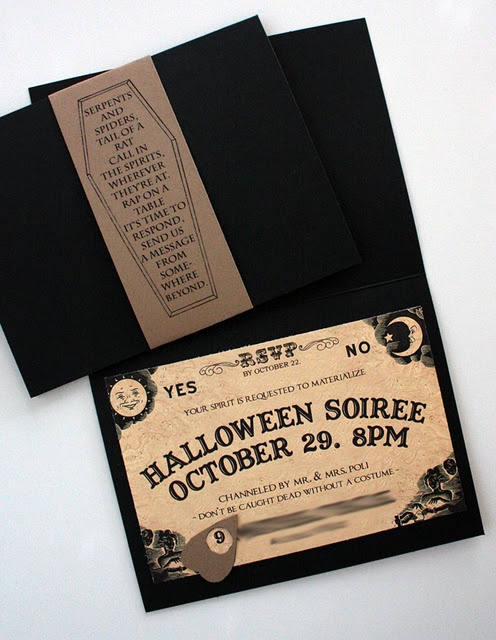 SERPENTS
AND
SPIDERS,
TAIL OF A
RAT
CALL IN
THE SPIRITS,
WHEREVER
THEY'RE AT.
RAP ON A
TABLE
IT'S TIME TO
RESPOND,
SEND US
A MESSAGE
FROM
SOME-
WHERE
BEYOND.
RSVP
BY OCTOBER 22.
YES
NO
YOUR SPIRIT IS REQUESTED TO MATERIALIZE
HALLOWEEN SOIREE
OCTOBER 29. 8PM
CHANNELED BY MR. & MRS. POLI
- DON'T BE CAUGHT DEAD WITHOUT A COSTUME -
9